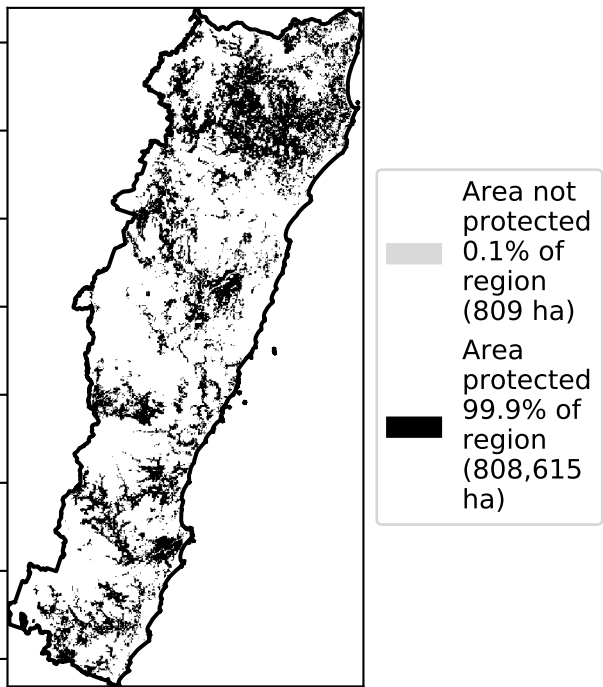 Area not
protected
0.1% of
region
(809 ha)
Area
protected
99.9% of
region
(808,615
ha)